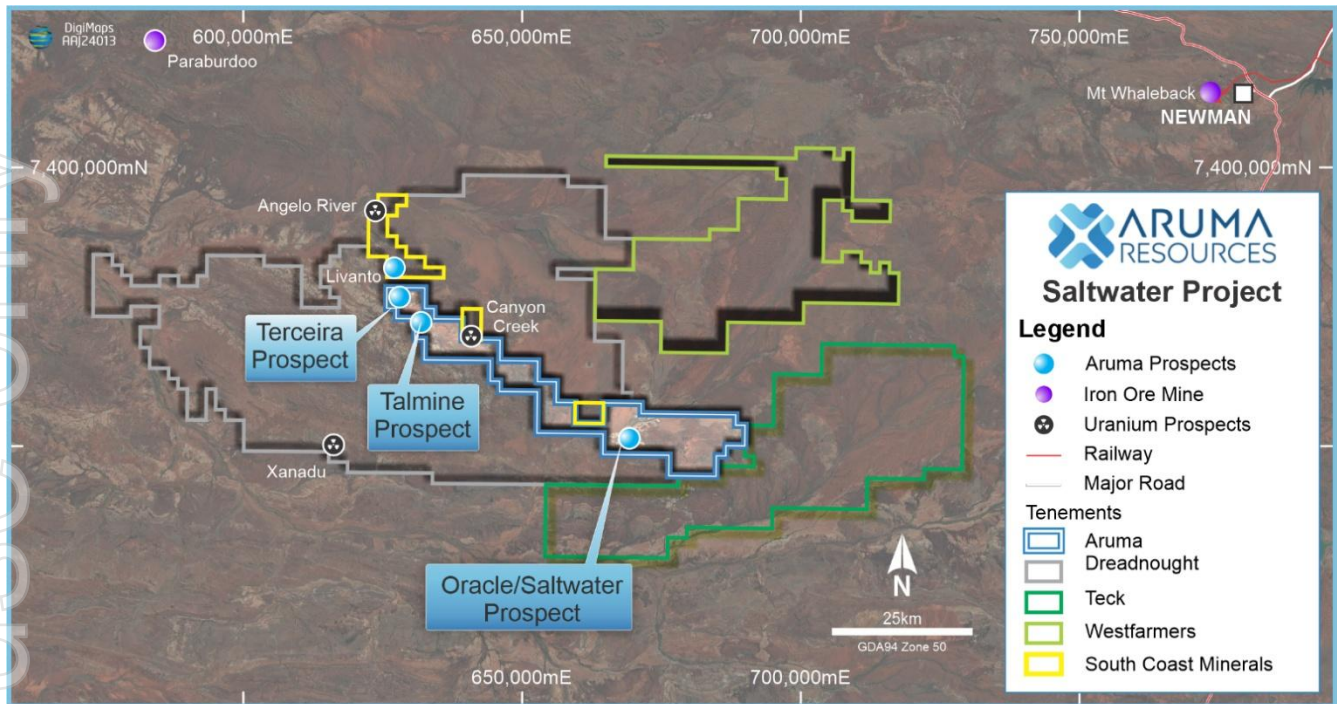 DigiMaps
ARJ24013
600,000mE
650,000mE
700,000mE
750,000mE
Paraburdoo
Mt Whaleback
NEWMAN
7,400,000mN
7,400,000mN
Angelo River
Livanto
Canyon
Creek
Terceira
Prospect
Talmine
Prospect
Xanadu
Oracle/Saltwater
Prospect
N
25km
GDA94 Zone 50
650,000mE
700,000mE
ARUMA
RESOURCES
Saltwater Project
Legend
Aruma Prospects
Iron Ore Mine
Uranium Prospects
Railway
Major Road
Tenements
Aruma
Dreadnought
Teck
Westfarmers
South Coast Minerals